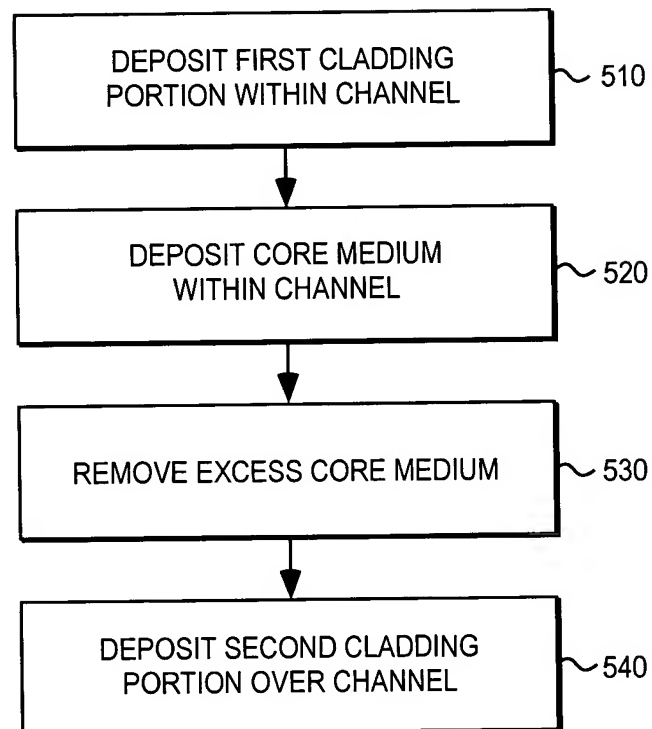 DEPOSIT FIRST CLADDING
PORTION WITHIN CHANNEL
510
DEPOSIT CORE MEDIUM
WITHIN CHANNEL
520
REMOVE EXCESS CORE MEDIUM
530
DEPOSIT SECOND CLADDING
PORTION OVER CHANNEL
540